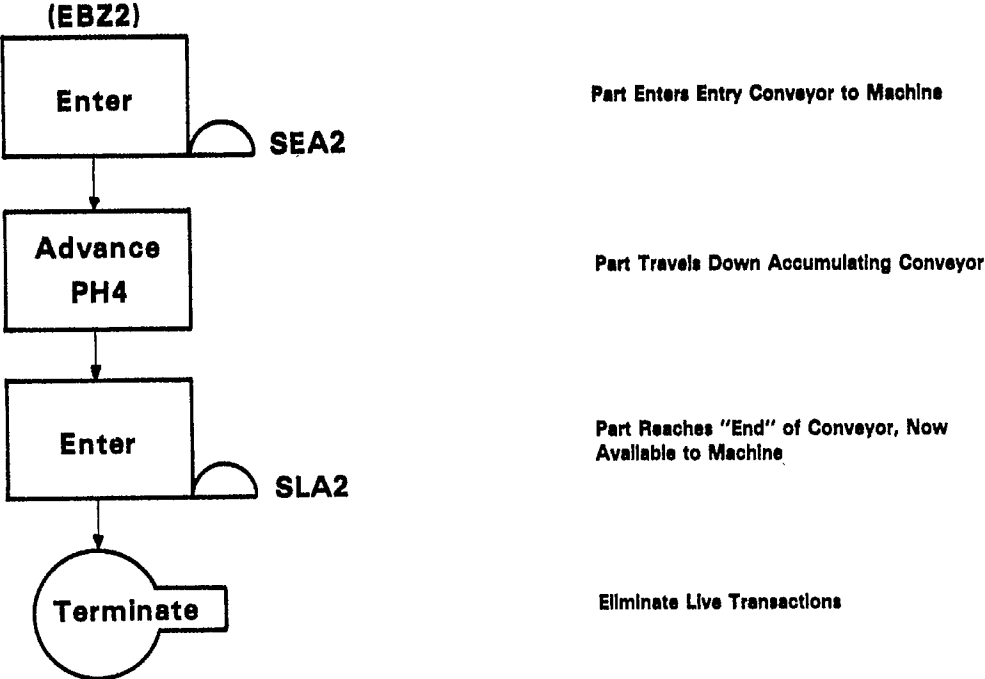 (EBZ2)
Enter
Part Enters Entry Conveyor to Machine
SEA2
Advance
PH4
Part Travels Down Accumulating Conveyor
Enter
Part Reaches "End" of Conveyor, Now
Available to Machine
SLA2
Terminate
Eliminate Live Transactions